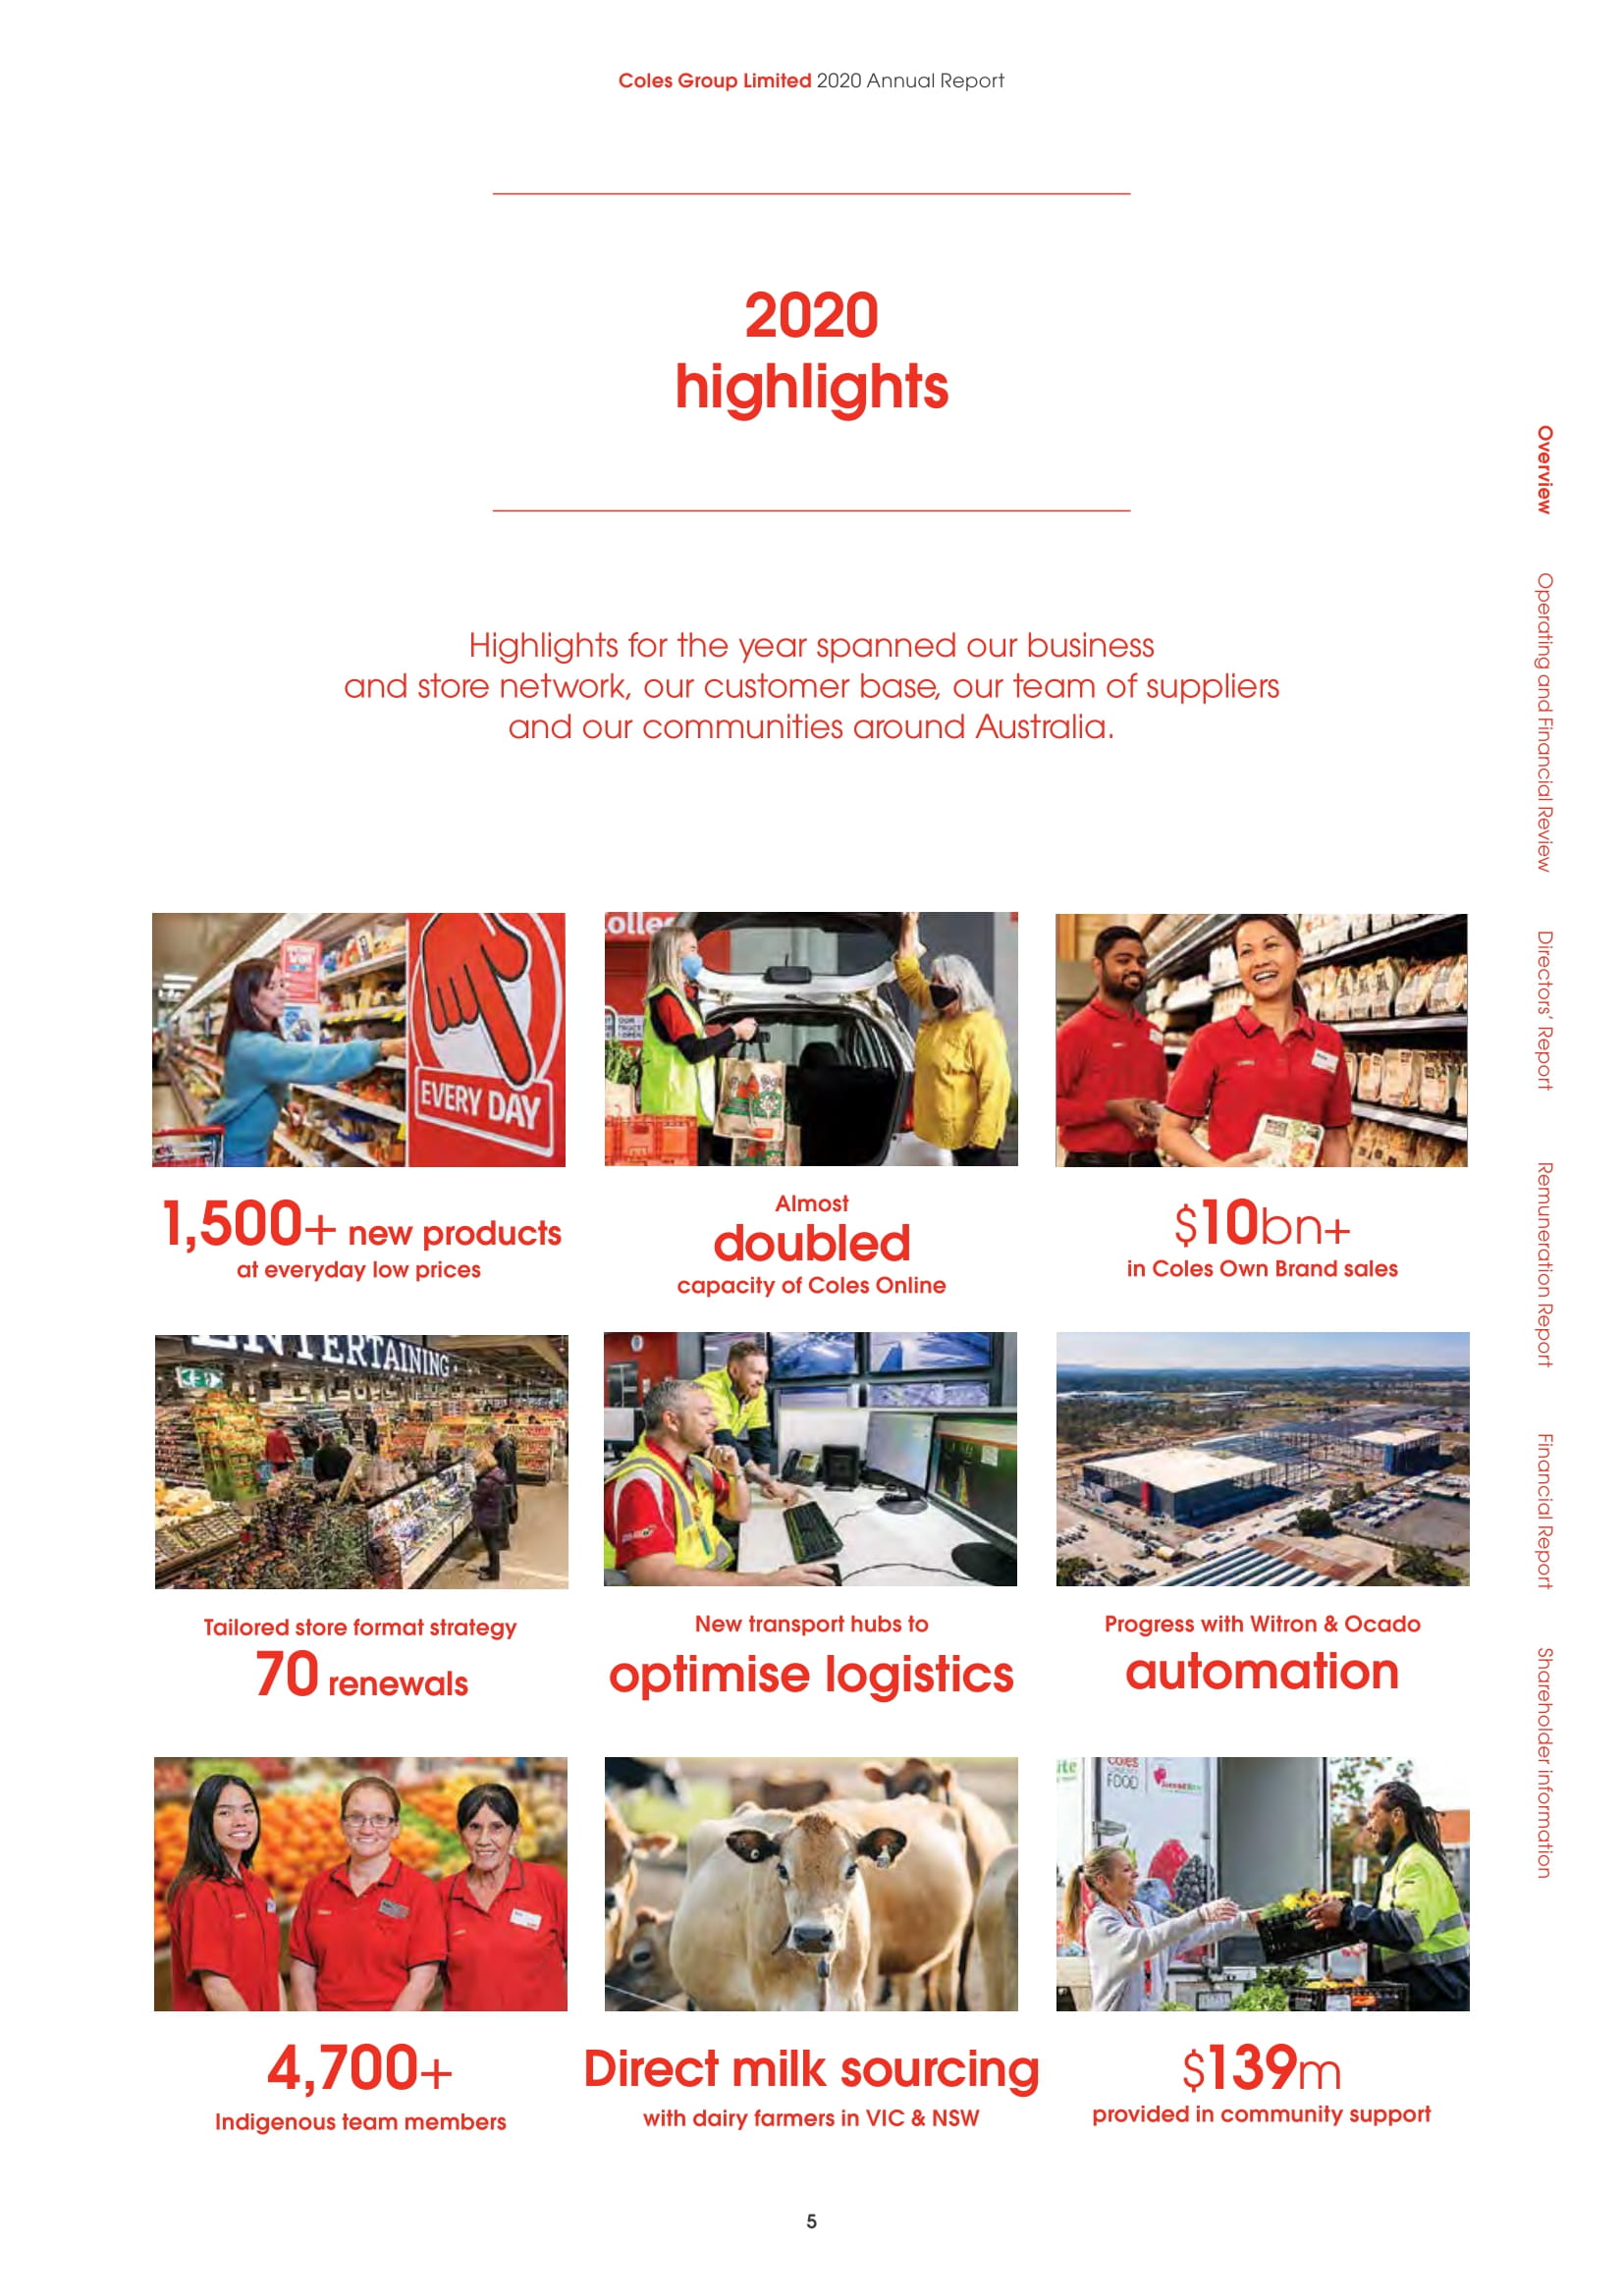 Coles Group Limited 2020 Annual Report
2020
highlights
Highlights for the year spanned our business
and store network, our customer base, our team of suppliers
and our communities around Australia.
EVERY DAY
1,500+ new products
at everyday low prices
Almost
doubled
capacity of Coles Online
$10bn+
in Coles Own Brand sales
ENTERTAINING
Tailored store format strategy
70 renewals
New transport hubs to
optimise logistics
Progress with Witron & Ocado
automation
coles
FOOD
4,700+
Indigenous team members
Direct milk sourcing
with dairy farmers in VIC & NSW
$139m
provided in community support
Overview
Operating and Financial Review
Directors' Report
Remuneration Report
Financial Report
Shareholder information
5